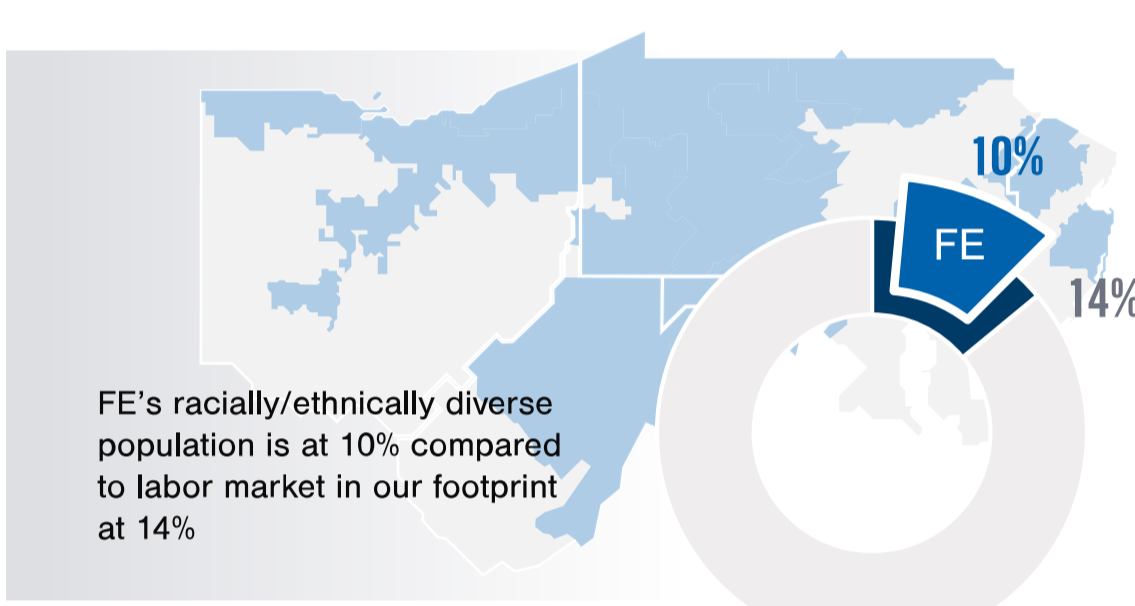 10%
FE
14%
FE's racially/ethnically diverse
population is at 10% compared
to labor market in our footprint
at 14%